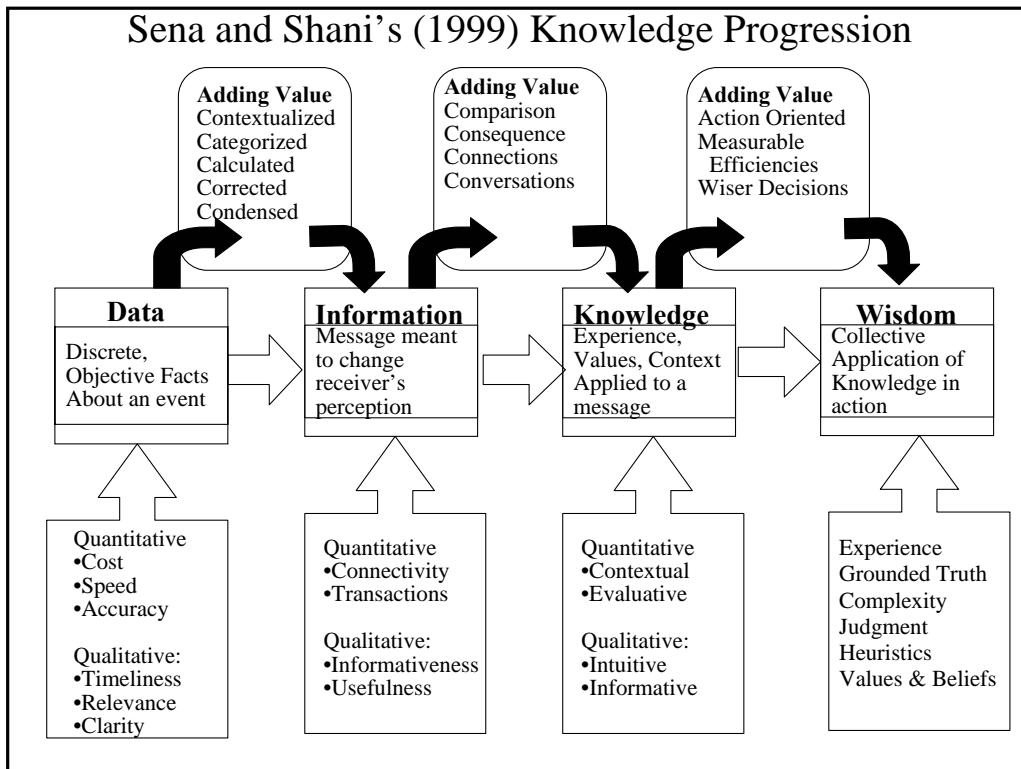 Sena and Shani’s (1999) Knowledge Progression
Adding Value
Contextualized
Categorized
Calculated
Corrected
Condensed
Adding Value
Comparison
Consequence
Connections
Conversations
Adding Value
Action Oriented
Measurable
Efficiencies
Wiser Decisions
Data
Discrete,
Objective Facts
About an event
Information
Message meant
to change
receiver’s
perception
Knowledge
Experience,
Values, Context
Applied to a
message
Wisdom
Collective
Application of
Knowledge in
action
Quantitative
•Cost
•Speed
•Accuracy
Qualitative:
•Timeliness
•Relevance
•Clarity
Quantitative
•Connectivity
•Transactions
Qualitative:
•Informativeness
•Usefulness
Quantitative
•Contextual
•Evaluative
Qualitative:
•Intuitive
•Informative
Experience
Grounded Truth
Complexity
Judgment
Heuristics
Values & Beliefs